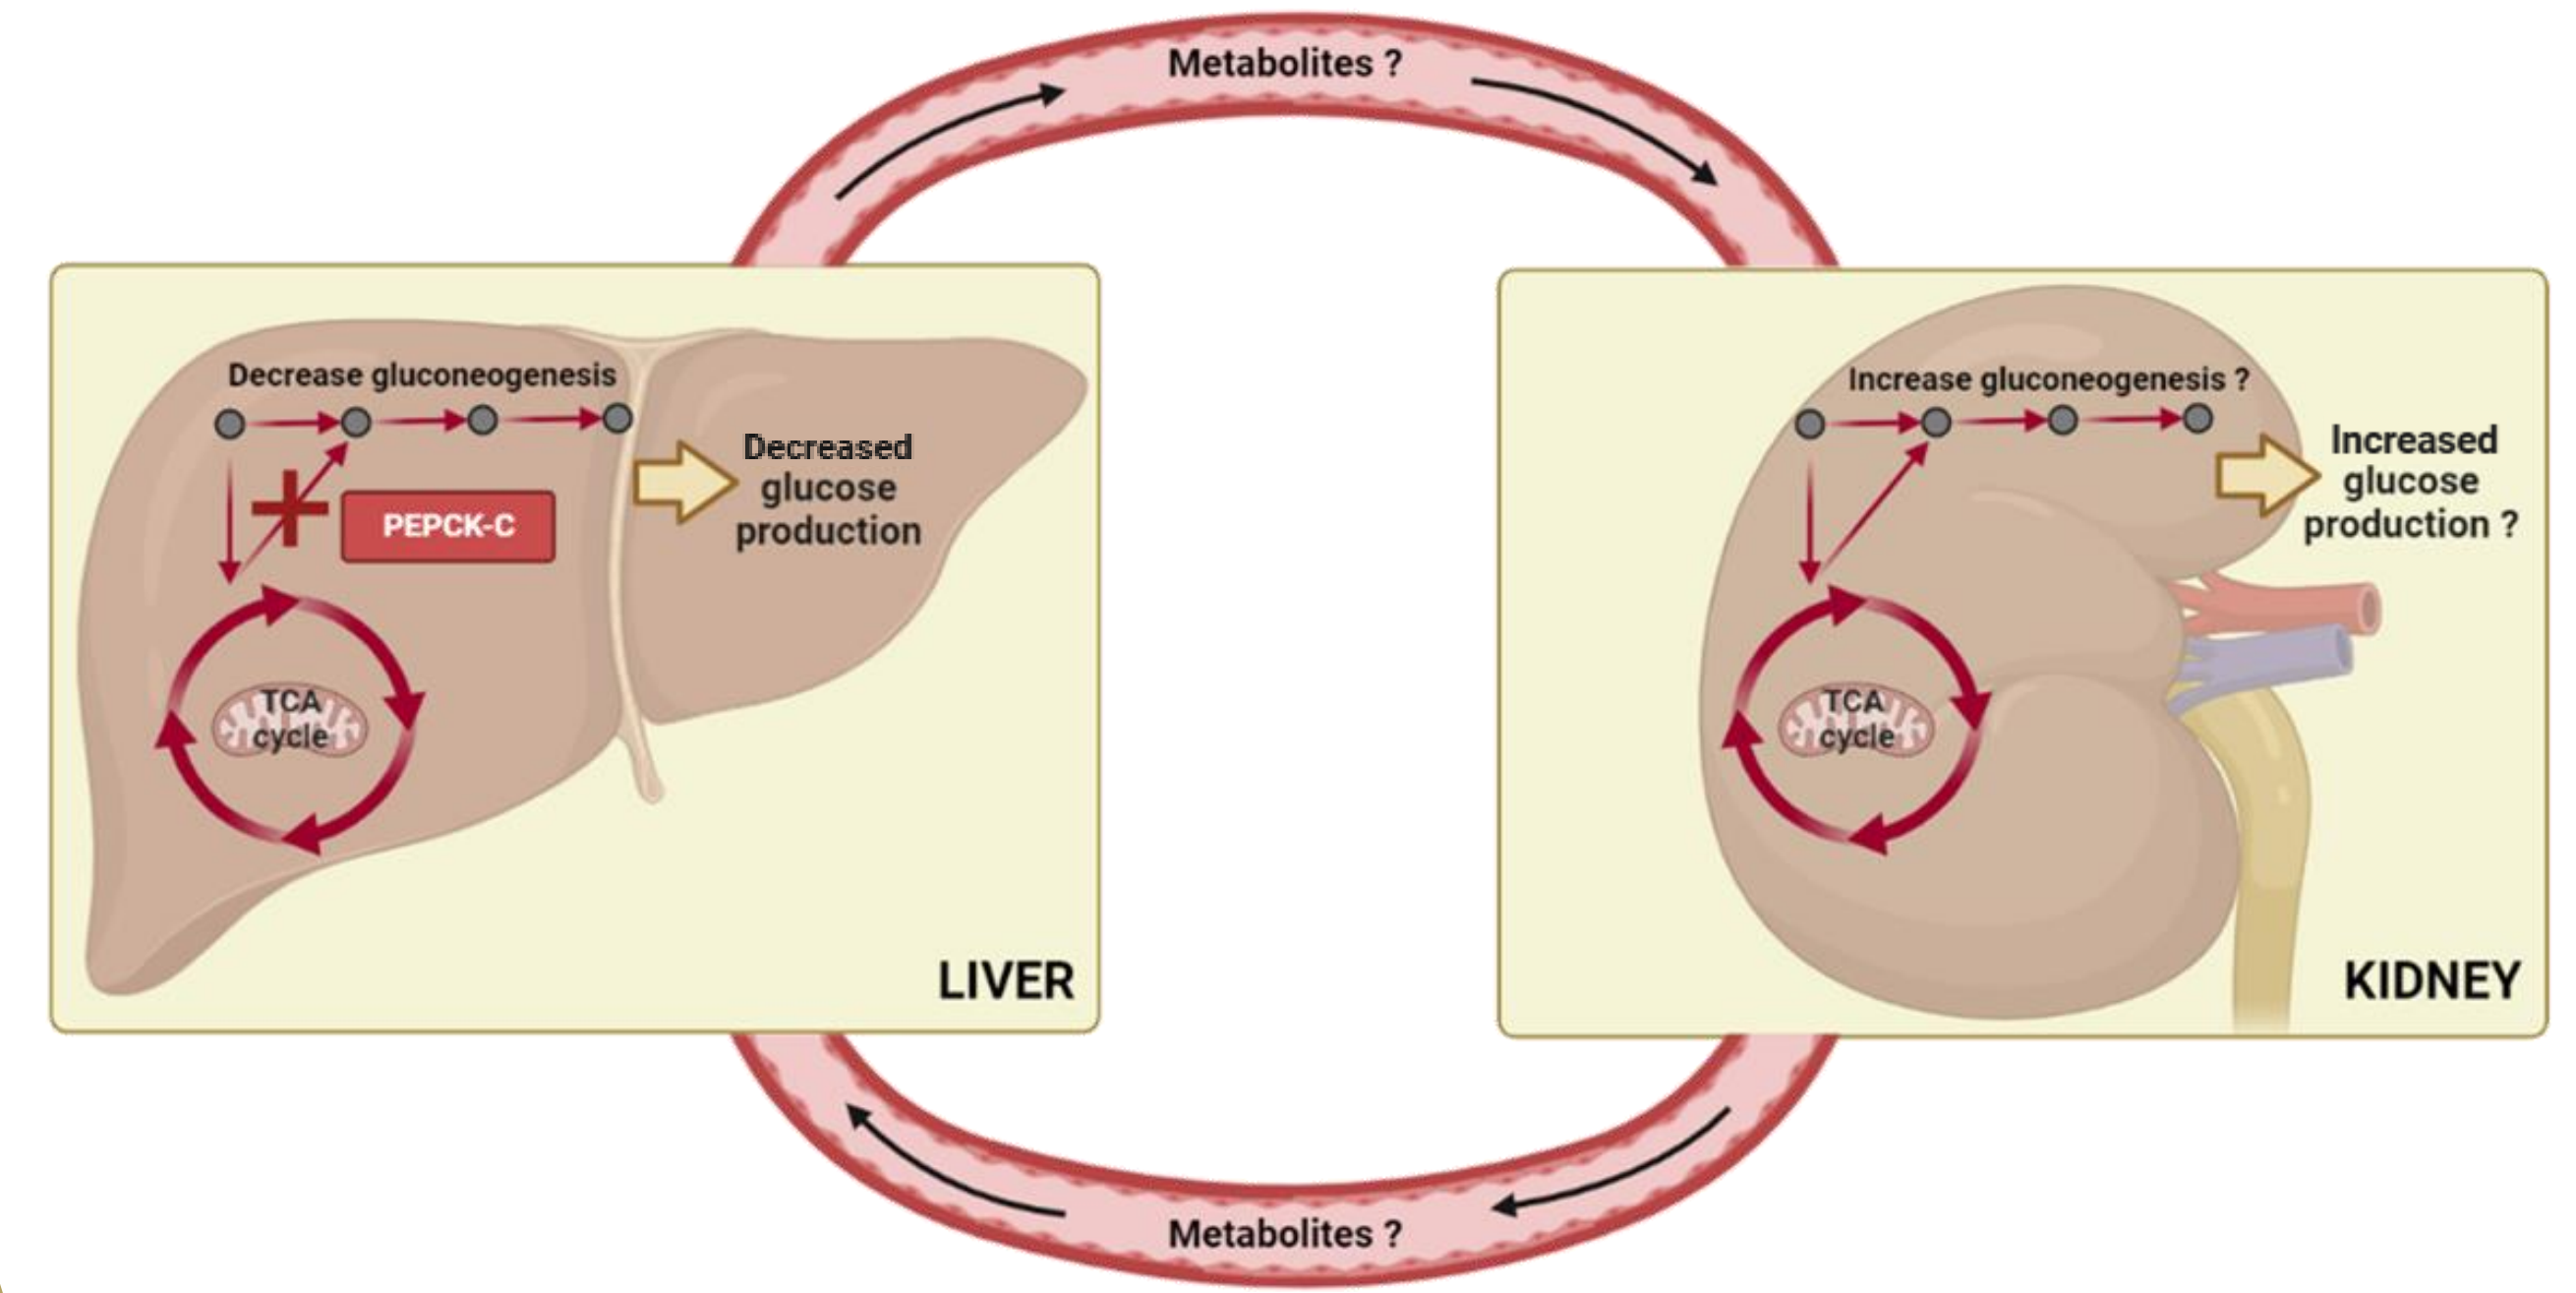 Metabolites ?
Decrease gluconeogenesis
PEPCK-C
Decreased
glucose
production
TCA
cycle
LIVER
Increase gluconeogenesis ?
Increased
glucose
production ?
TCA
cycle
KIDNEY
Metabolites ?